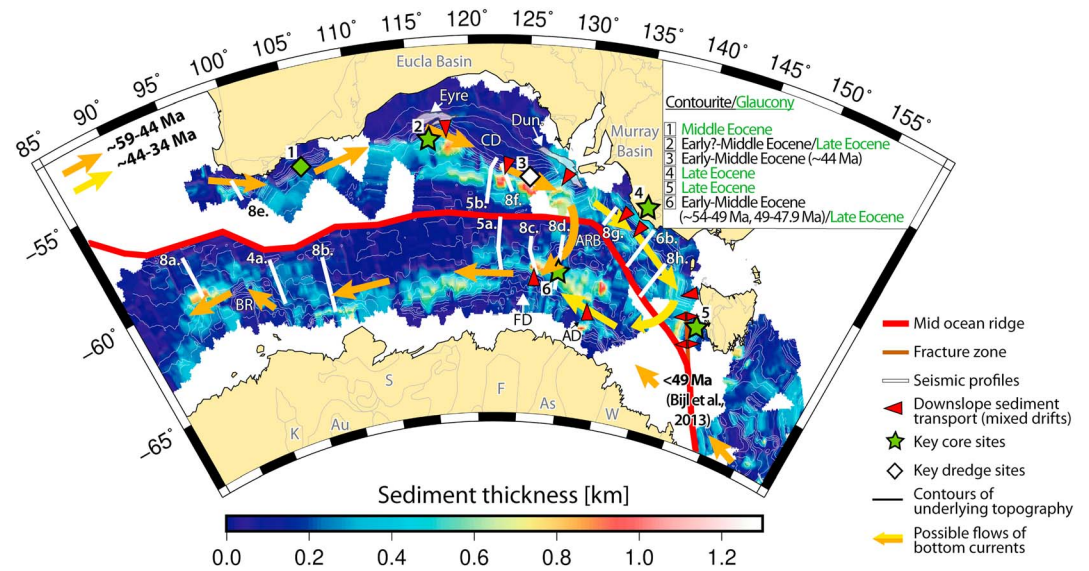 85° 90° 95° 100° 105° 110° 115° 120° 125° 130° 135° 140° 145° 150° 155°
−55°
−60°
−65°
~59-44 Ma
~44-34 Ma
Eucla Basin
Eyre
Dun.
Murray
Basin
CD
1
2
3
4
5
6
8e.
5b.
8f.
5a.
8c.
8d.
8g.
6b.
8h.
ARB
8a.
4a.
8b.
BR
FD
AD
<49 Ma
(Bijl et al.,
2013)
K
Au
S
F
As
W
Contourite/Glaucony
1 Middle Eocene
2 Early?-Middle Eocene/Late Eocene
3 Early-Middle Eocene (~44 Ma)
4 Late Eocene
5 Late Eocene
6 Early-Middle Eocene
(~54-49 Ma, 49-47.9 Ma)/Late Eocene
Mid ocean ridge
Fracture zone
Seismic profiles
Downslope sediment
transport (mixed drifts)
Key core sites
Key dredge sites
Contours of
underlying topography
Possible flows of
bottom currents
Sediment thickness [km]
0.0 0.2 0.4 0.6 0.8 1.0 1.2